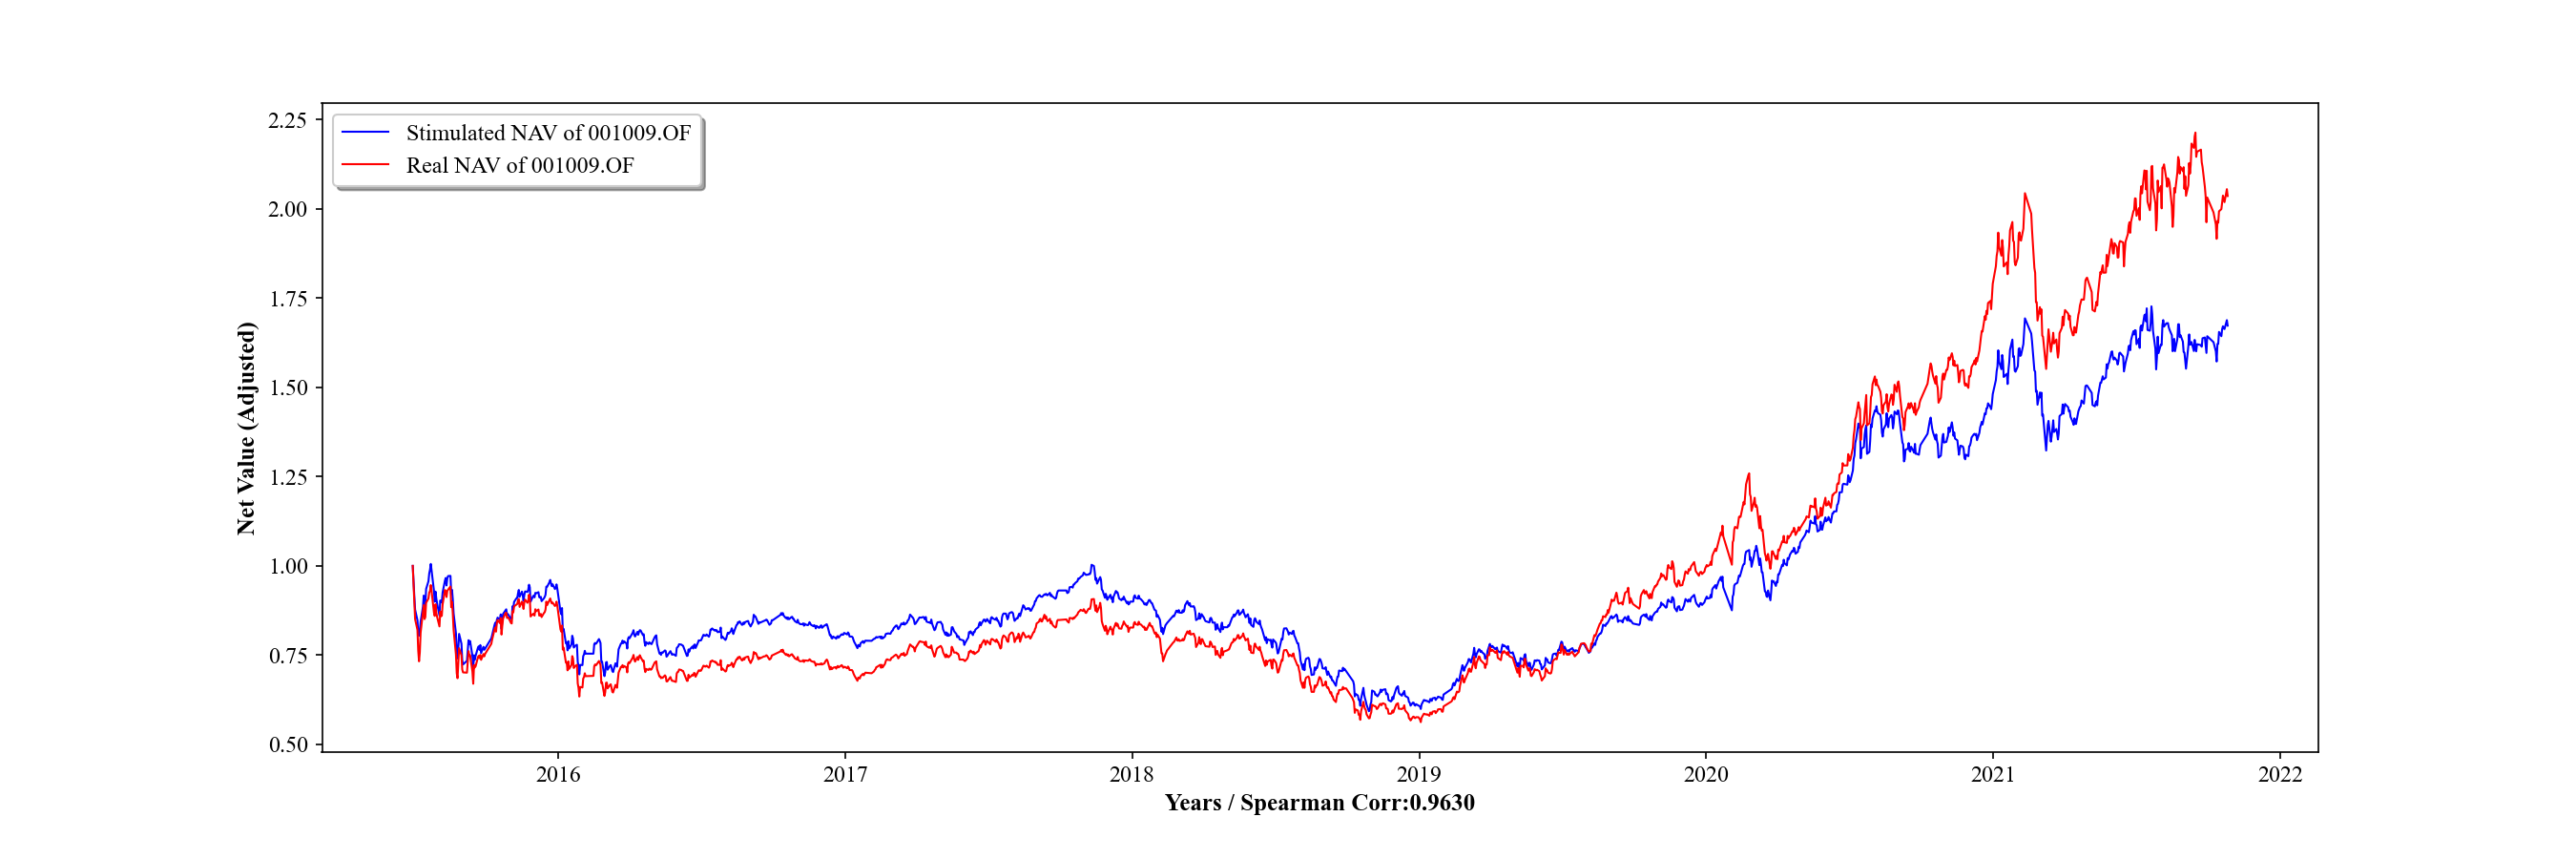 Stimulated NAV of 001009.OF
Real NAV of 001009.OF
2.25
2.00
1.75
1.50
1.25
1.00
0.75
0.50
Net Value (Adjusted)
2016 2017 2018 2019 2020 2021 2022
Years / Spearman Corr:0.9630